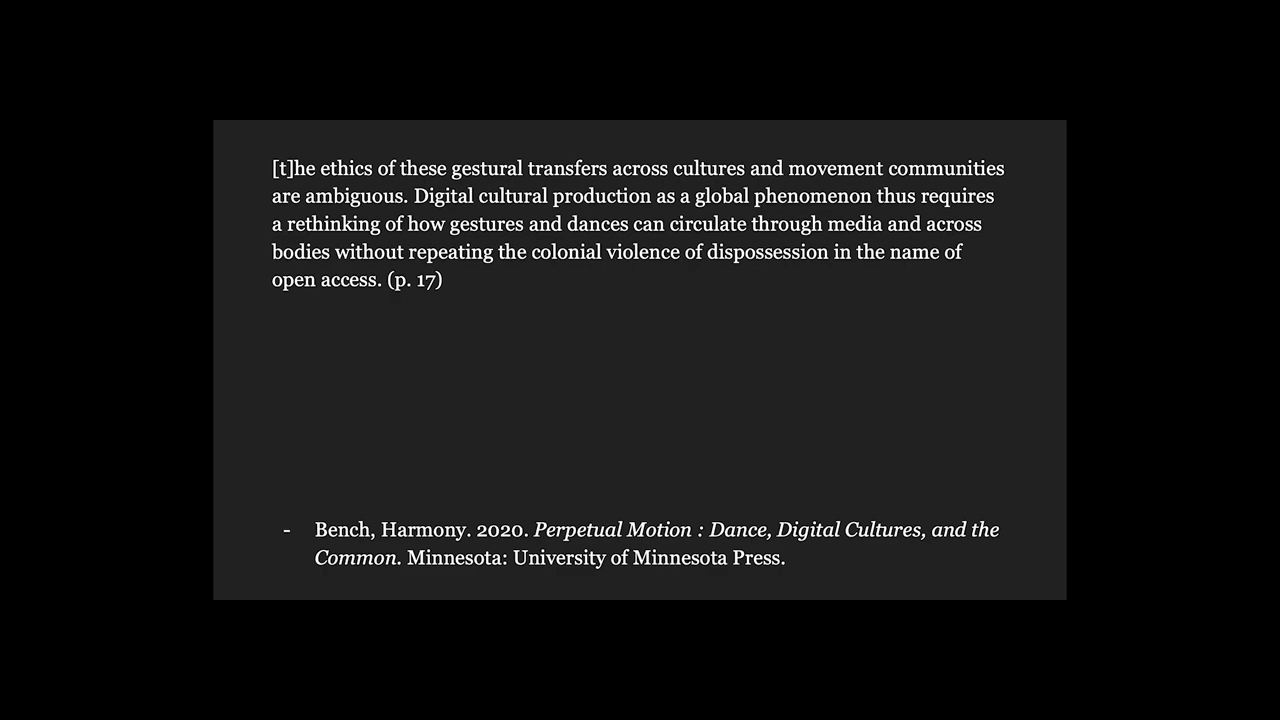 [t]he ethics of these gestural transfers across cultures and movement communities
are ambiguous. Digital cultural production as a global phenomenon thus requires
a rethinking of how gestures and dances can circulate through media and across
bodies without repeating the colonial violence of dispossession in the name of
open access. (p. 17)
- Bench, Harmony. 2020. Perpetual Motion : Dance, Digital Cultures, and the
Common. Minnesota: University of Minnesota Press.